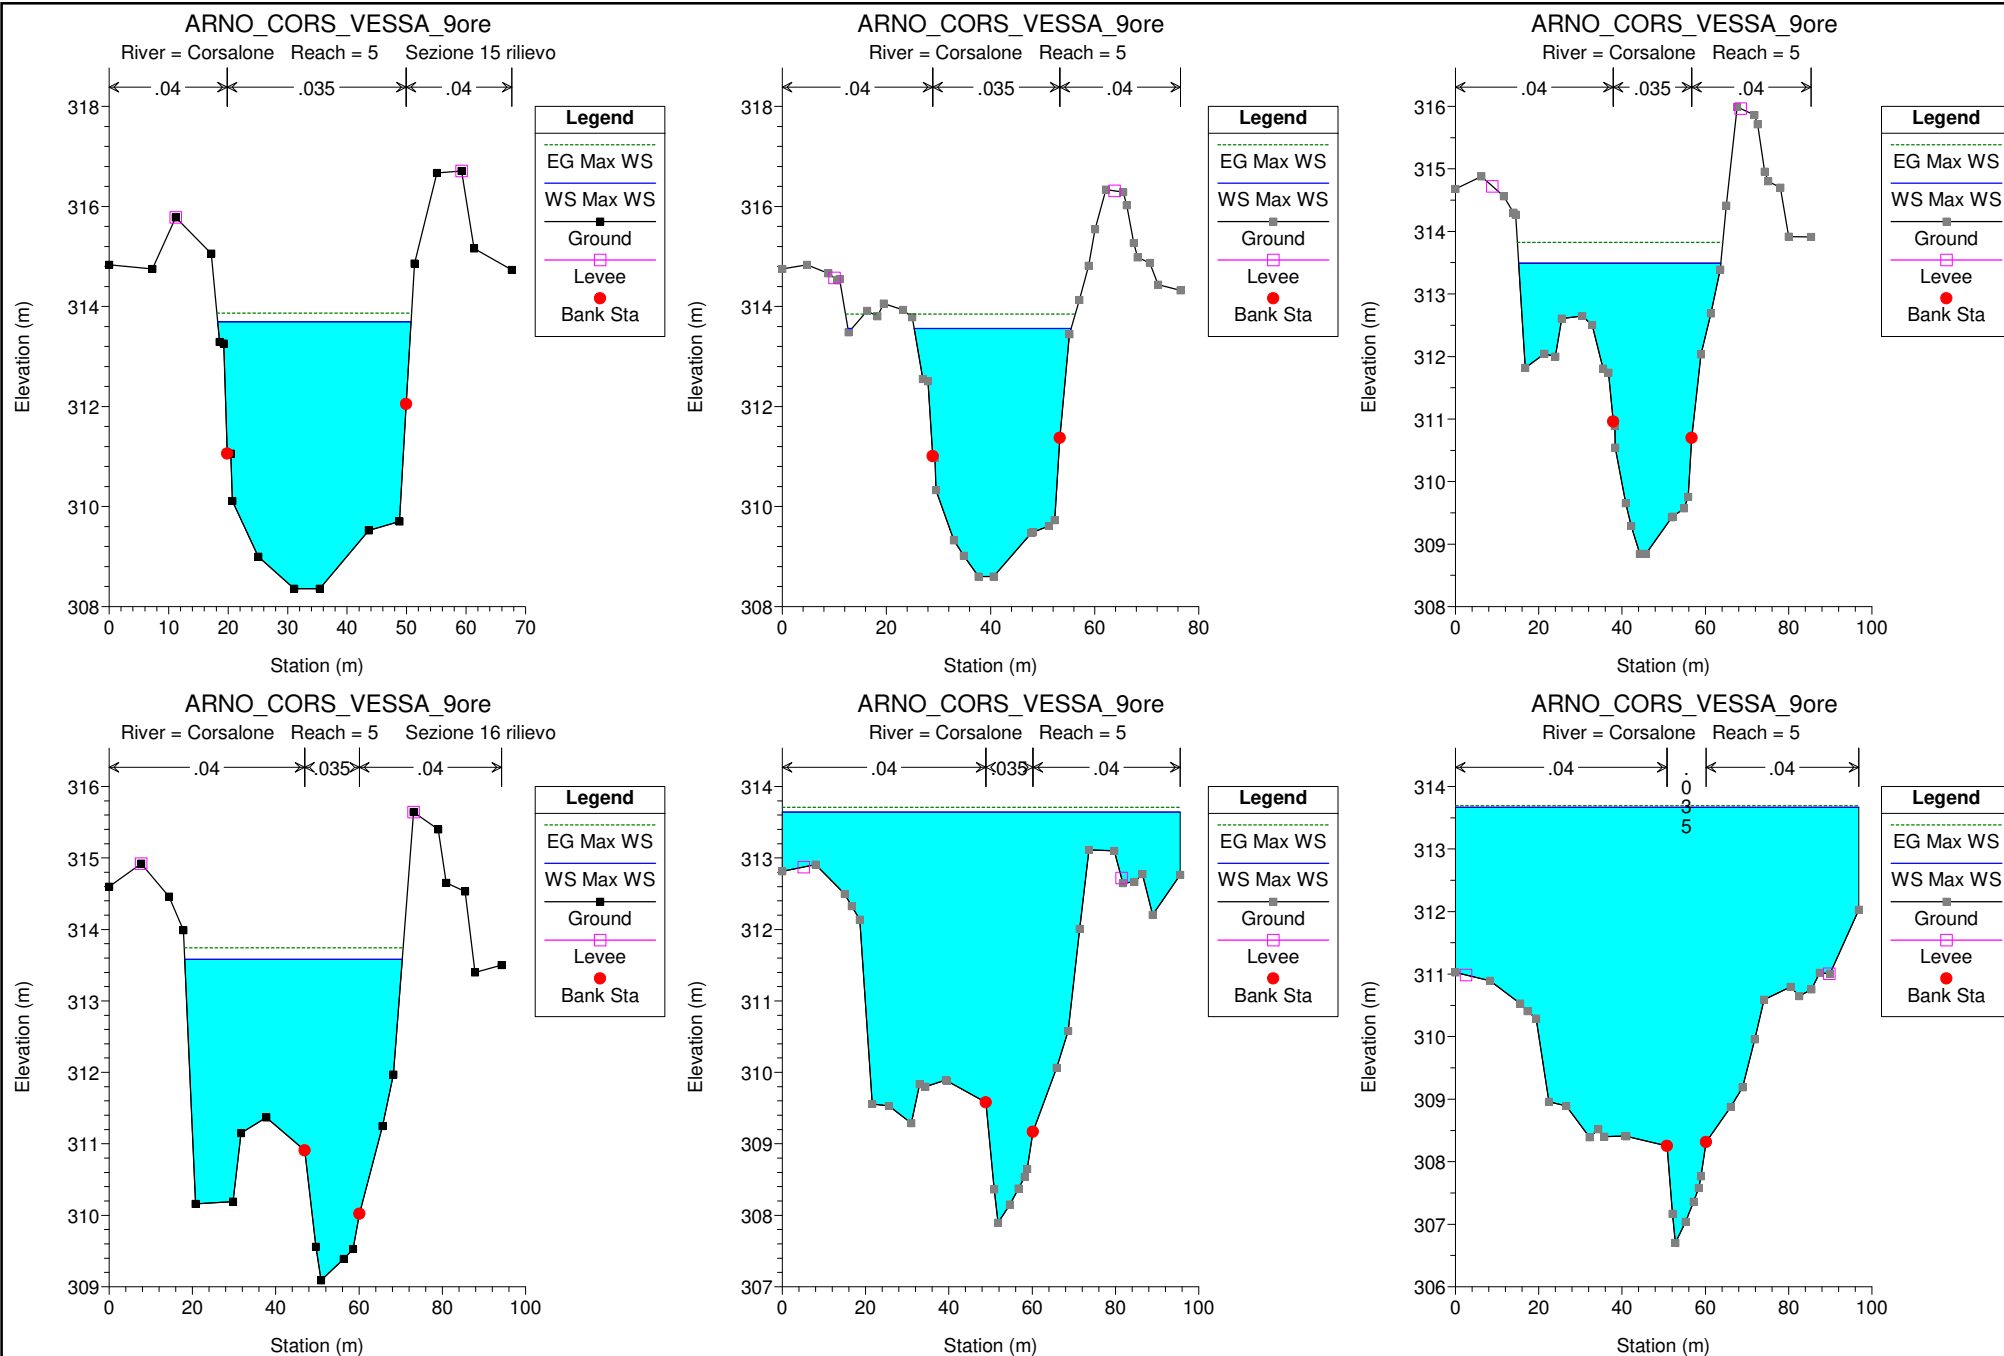 ARNO_CORS_VESSA_9ore
River = Corsalone Reach = 5 Sezione 15 rilievo
.04 .035 .04
Elevation (m)
318
316
314
312
310
308
0 10 20 30 40 50 60 70
Station (m)
Legend
EG Max WS
WS Max WS
Ground
Levee
Bank Sta
ARNO_CORS_VESSA_9ore
River = Corsalone Reach = 5
.04 .035 .04
Elevation (m)
318
316
314
312
310
308
0 20 40 60 80
Station (m)
Legend
EG Max WS
WS Max WS
Ground
Levee
Bank Sta
ARNO_CORS_VESSA_9ore
River = Corsalone Reach = 5
.04 .035 .04
Elevation (m)
316
315
314
313
312
311
310
309
308
0 20 40 60 80 100
Station (m)
Legend
EG Max WS
WS Max WS
Ground
Levee
Bank Sta
ARNO_CORS_VESSA_9ore
River = Corsalone Reach = 5 Sezione 16 rilievo
.04 .035 .04
Elevation (m)
316
315
314
313
312
311
310
309
0 20 40 60 80 100
Station (m)
Legend
EG Max WS
WS Max WS
Ground
Levee
Bank Sta
ARNO_CORS_VESSA_9ore
River = Corsalone Reach = 5
.04 .035 .04
Elevation (m)
314
313
312
311
310
309
308
307
0 20 40 60 80 100
Station (m)
Legend
EG Max WS
WS Max WS
Ground
Levee
Bank Sta
ARNO_CORS_VESSA_9ore
River = Corsalone Reach = 5
.04 .035 .04
Elevation (m)
314
313
312
311
310
309
308
307
306
0 20 40 60 80 100
Station (m)
Legend
EG Max WS
WS Max WS
Ground
Levee
Bank Sta